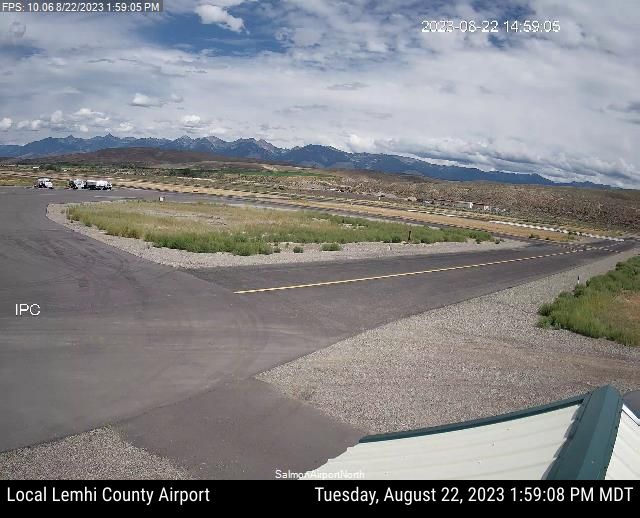 FPS: 10.06 8/22/2023 1:59:05 PM
2023-08-22 14:59:05
IPC
SalmonAirportNorth
Local Lemhi County Airport Tuesday, August 22, 2023 1:59:08 PM MDT